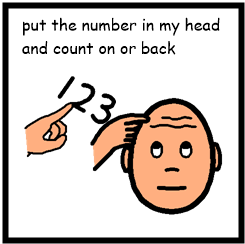 put the number in my head
and count on or back
123